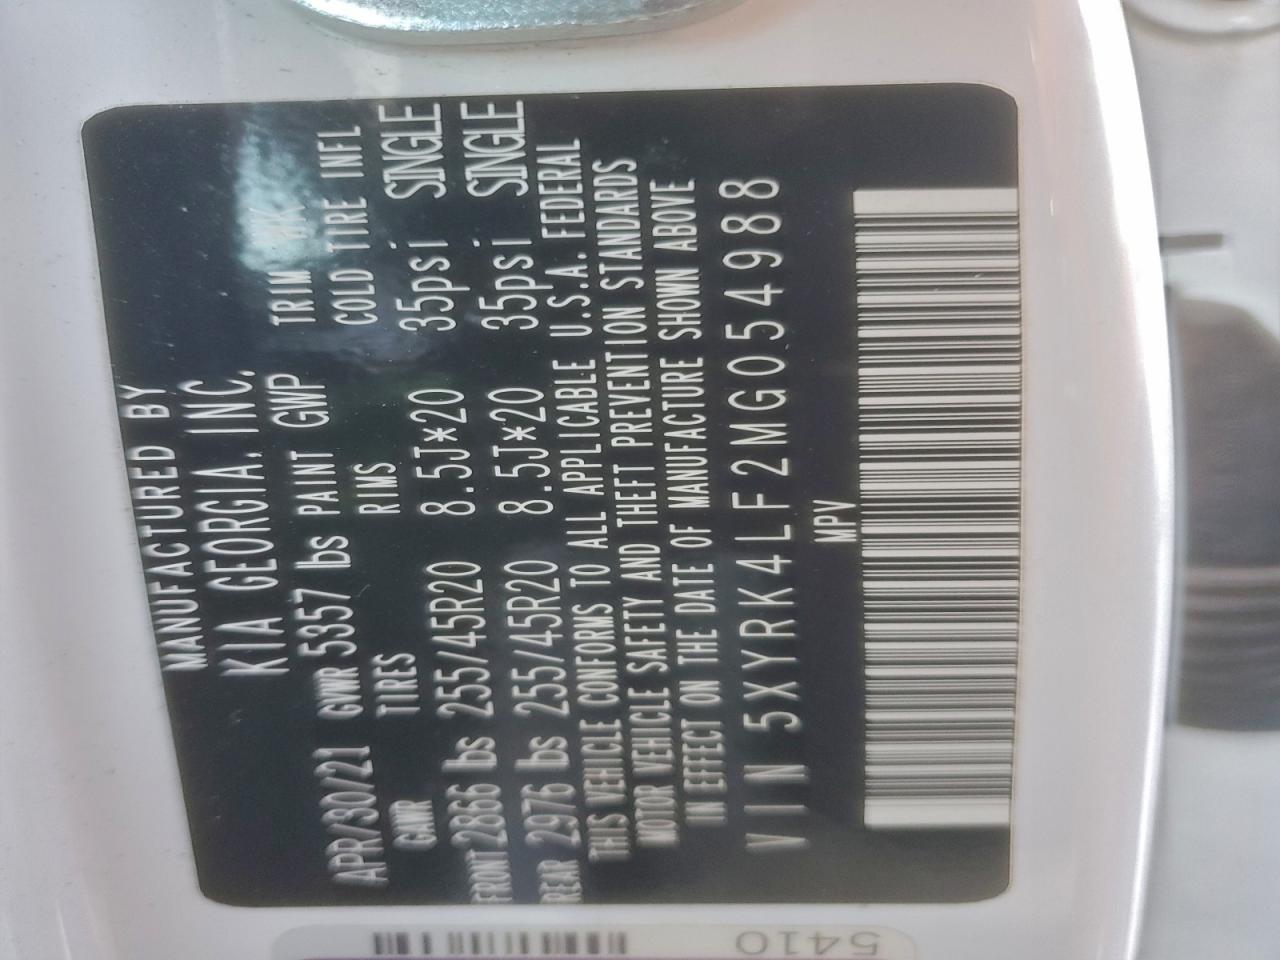 MANUFACTURED BY
KIA GEORGIA, INC.
APR/30/21 GVWR 5357 lbs PAINT GWP TRIM WK
GAWR TIRES RIMS COLD TIRE INFL
FRONT 2866 lbs 255/45R20 8.5J*20 35psi SINGLE
REAR 2976 lbs 255/45R20 8.5J*20 35psi SINGLE
THIS VEHICLE CONFORMS TO ALL APPLICABLE U.S.A. FEDERAL
MOTOR VEHICLE SAFETY AND THEFT PREVENTION STANDARDS
IN EFFECT ON THE DATE OF MANUFACTURE SHOWN ABOVE
VIN 5XYRK4LF2MG054988
MPV
5410